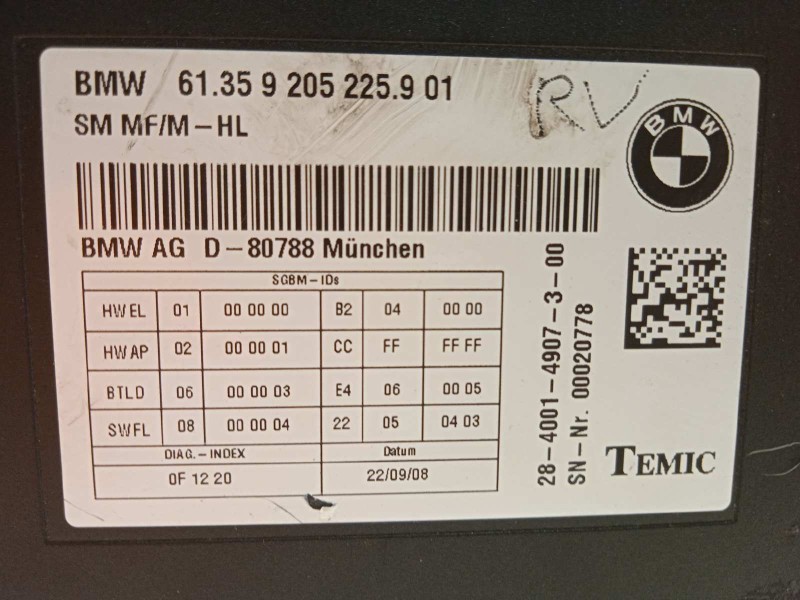 BMW 61.35 9 205 225.9 01
RV
SM MF/M-HL
BMW
BMW AG D-80788 München
SGBM-IDs
HWEL 01 00 00 00 B2 04 00 00
HWAP 02 00 00 01 CC FF FF FF
BTLD 06 00 00 03 E4 06 00 05
SWFL 08 00 00 04 22 05 04 03
DIAG.-INDEX Datum
0F 12 20 22/09/08
28-4001-4907-3-00
SN-Nr. 00020778
TEMIC